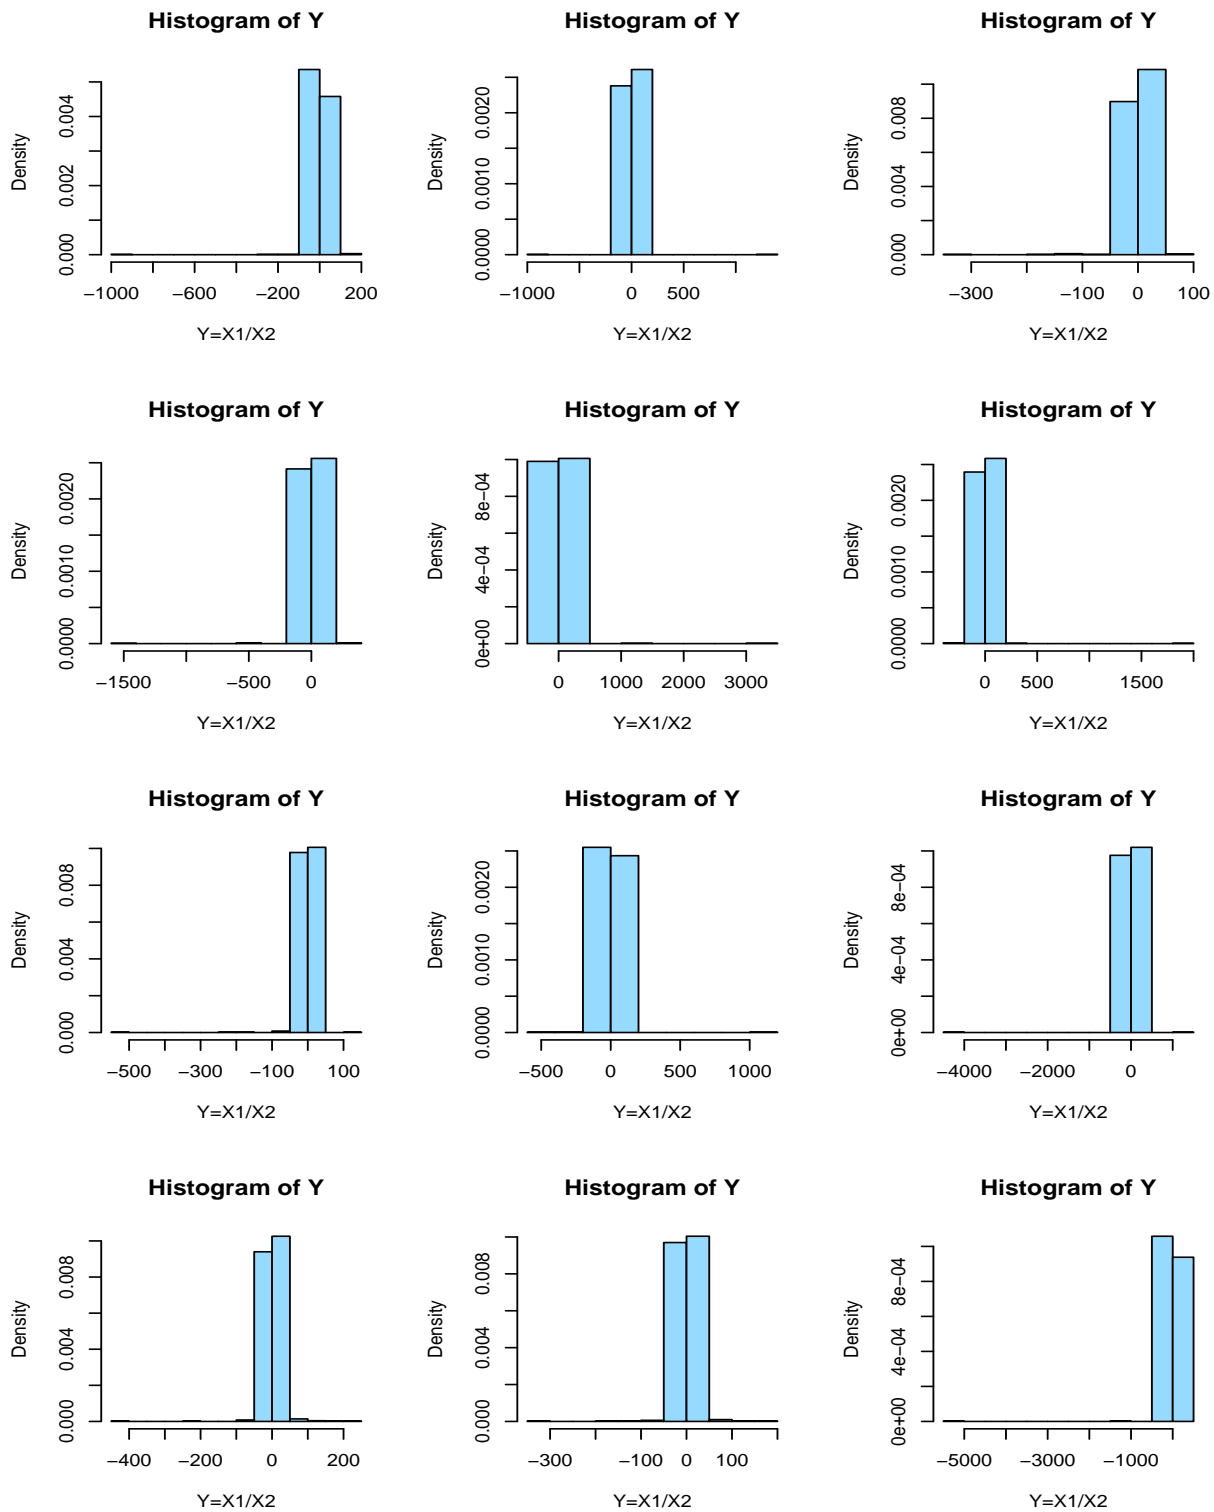 Histogram of Y Histogram of Y Histogram of Y
Density 0.000 0.002 0.004 Density 0.0000 0.0010 0.0020 Density 0.000 0.004 0.008
−1000 −600 −200 200 −1000 0 500 −300 −100 0 100
Y=X1/X2 Y=X1/X2 Y=X1/X2
Histogram of Y Histogram of Y Histogram of Y
Density 0.0000 0.0010 0.0020 Density 0e+00 4e−04 8e−04 Density 0.0000 0.0010 0.0020
−1500 −500 0 0 1000 2000 3000 0 500 1500
Y=X1/X2 Y=X1/X2 Y=X1/X2
Histogram of Y Histogram of Y Histogram of Y
Density 0.000 0.004 0.008 Density 0.0000 0.0010 0.0020 Density 0e+00 4e−04 8e−04
−500 −300 −100 100 −500 0 500 1000 −4000 −2000 0
Y=X1/X2 Y=X1/X2 Y=X1/X2
Histogram of Y Histogram of Y Histogram of Y
Density 0.000 0.004 0.008 Density 0.000 0.004 0.008 Density 0e+00 4e−04 8e−04
−400 −200 0 200 −300 −100 0 100 −5000 −3000 −1000
Y=X1/X2 Y=X1/X2 Y=X1/X2